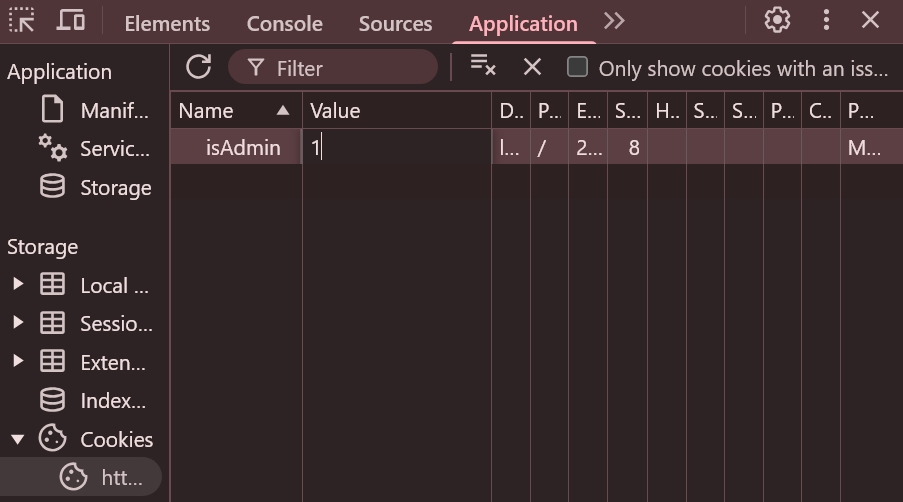 Elements Console Sources Application
Application
Filter Only show cookies with an iss...
Name Value D.. P... E... S... H.. S... S... P... C.. P...
isAdmin 1 l... / 2... 8 M...
Manif...
Servic...
Storage
Storage
Local ...
Sessio...
Exten...
Index...
Cookies
htt...